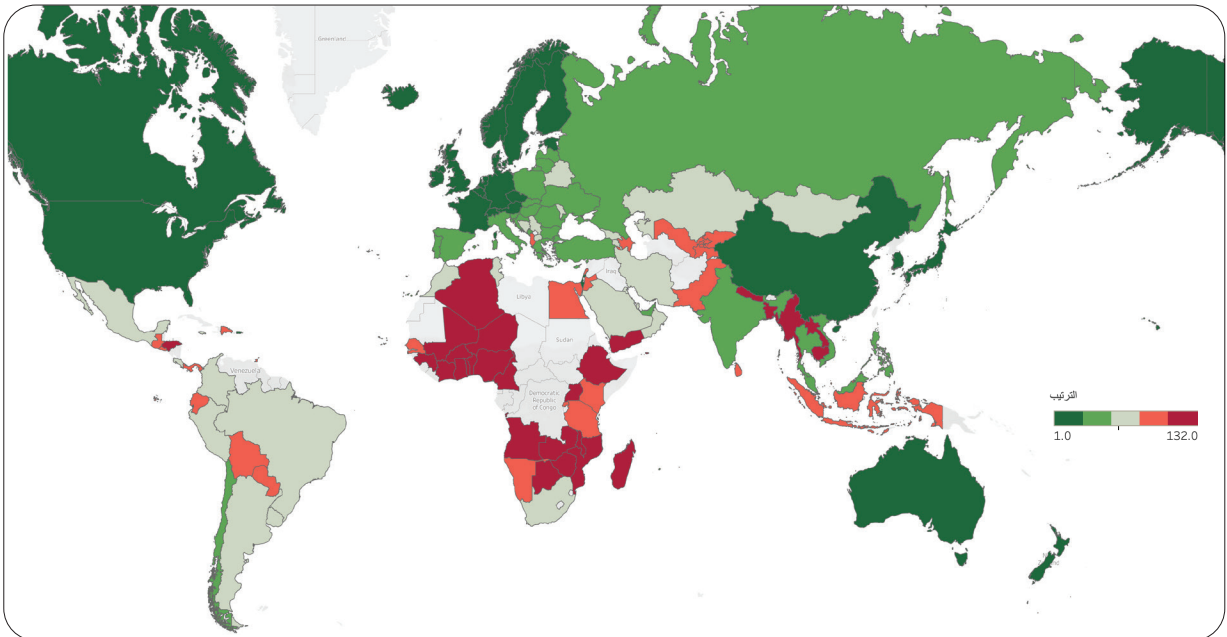 Greenland
Iraq
Libya
Sudan
Venezuela
Democratic
Republic
of Congo
الترتيب
1.0
132.0